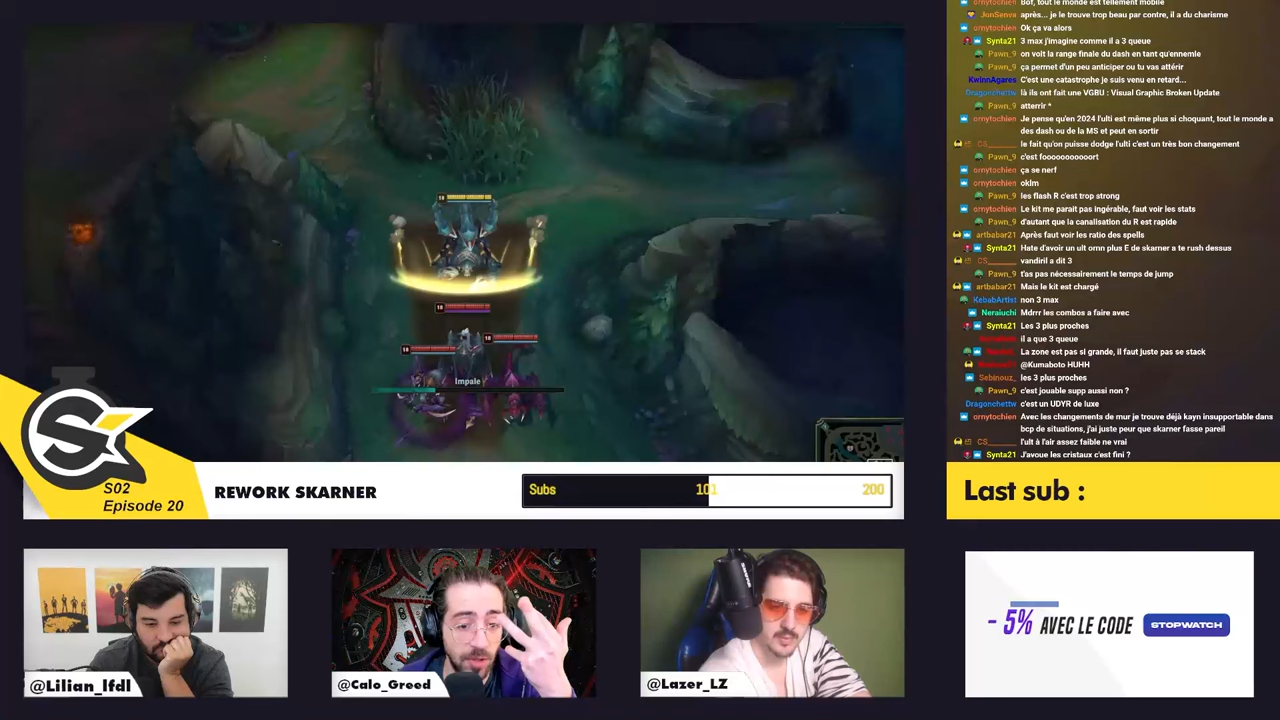 18
18
18
18
Impale
S02
Episode 20
REWORK SKARNER
Subs 101 200
Last sub :
@Lilian_lfdl
@Calo_Greed
@Lazer_LZ
- 5% AVEC LE CODE STOPWATCH
ornytochien Bof, tout le monde est tellement mobile
JonSenva après... je le trouve trop beau par contre, il a du charisme
ornytochien Ok ça va alors
Synta21 3 max j'imagine comme il a 3 queue
Pawn_9 on voit la range finale du dash en tant qu'ennemie
Pawn_9 ça permet d'un peu anticiper ou tu vas attérir
KwinnAgares C'est une catastrophe je suis venu en retard...
Dragonchettw là ils ont fait une VGBU : Visual Graphic Broken Update
Pawn_9 atterrir *
ornytochien Je pense qu'en 2024 l'ulti est même plus si choquant, tout le monde a
des dash ou de la MS et peut en sortir
CS______ le fait qu'on puisse dodge l'ulti c'est un très bon changement
Pawn_9 c'est fooooooooooort
ornytochien ça se nerf
ornytochien oklm
Pawn_9 les flash R c'est trop strong
ornytochien Le kit me parait pas ingérable, faut voir les stats
Pawn_9 d'autant que la canalisation du R est rapide
artbabar21 Après faut voir les ratio des spells
Synta21 Hate d'avoir un ult ornn plus E de skarner a te rush dessus
CS______ vandiril a dit 3
Pawn_9 t'as pas nécessairement le temps de jump
artbabar21 Mais le kit est chargé
KebabArtist non 3 max
Neraiuchi Mdrrr les combos a faire avec
Synta21 Les 3 plus proches
il a que 3 queue
La zone est pas si grande, il faut juste pas se stack
@Kumaboto HUHH
Sebinouz_ les 3 plus proches
Pawn_9 c'est jouable supp aussi non ?
Dragonchettw c'est un UDYR de luxe
ornytochien Avec les changements de mur je trouve déjà kayn insupportable dans
bcp de situations, j'ai juste peur que skarner fasse pareil
CS______ l'ult à l'air assez faible ne vrai
Synta21 J'avoue les cristaux c'est fini ?